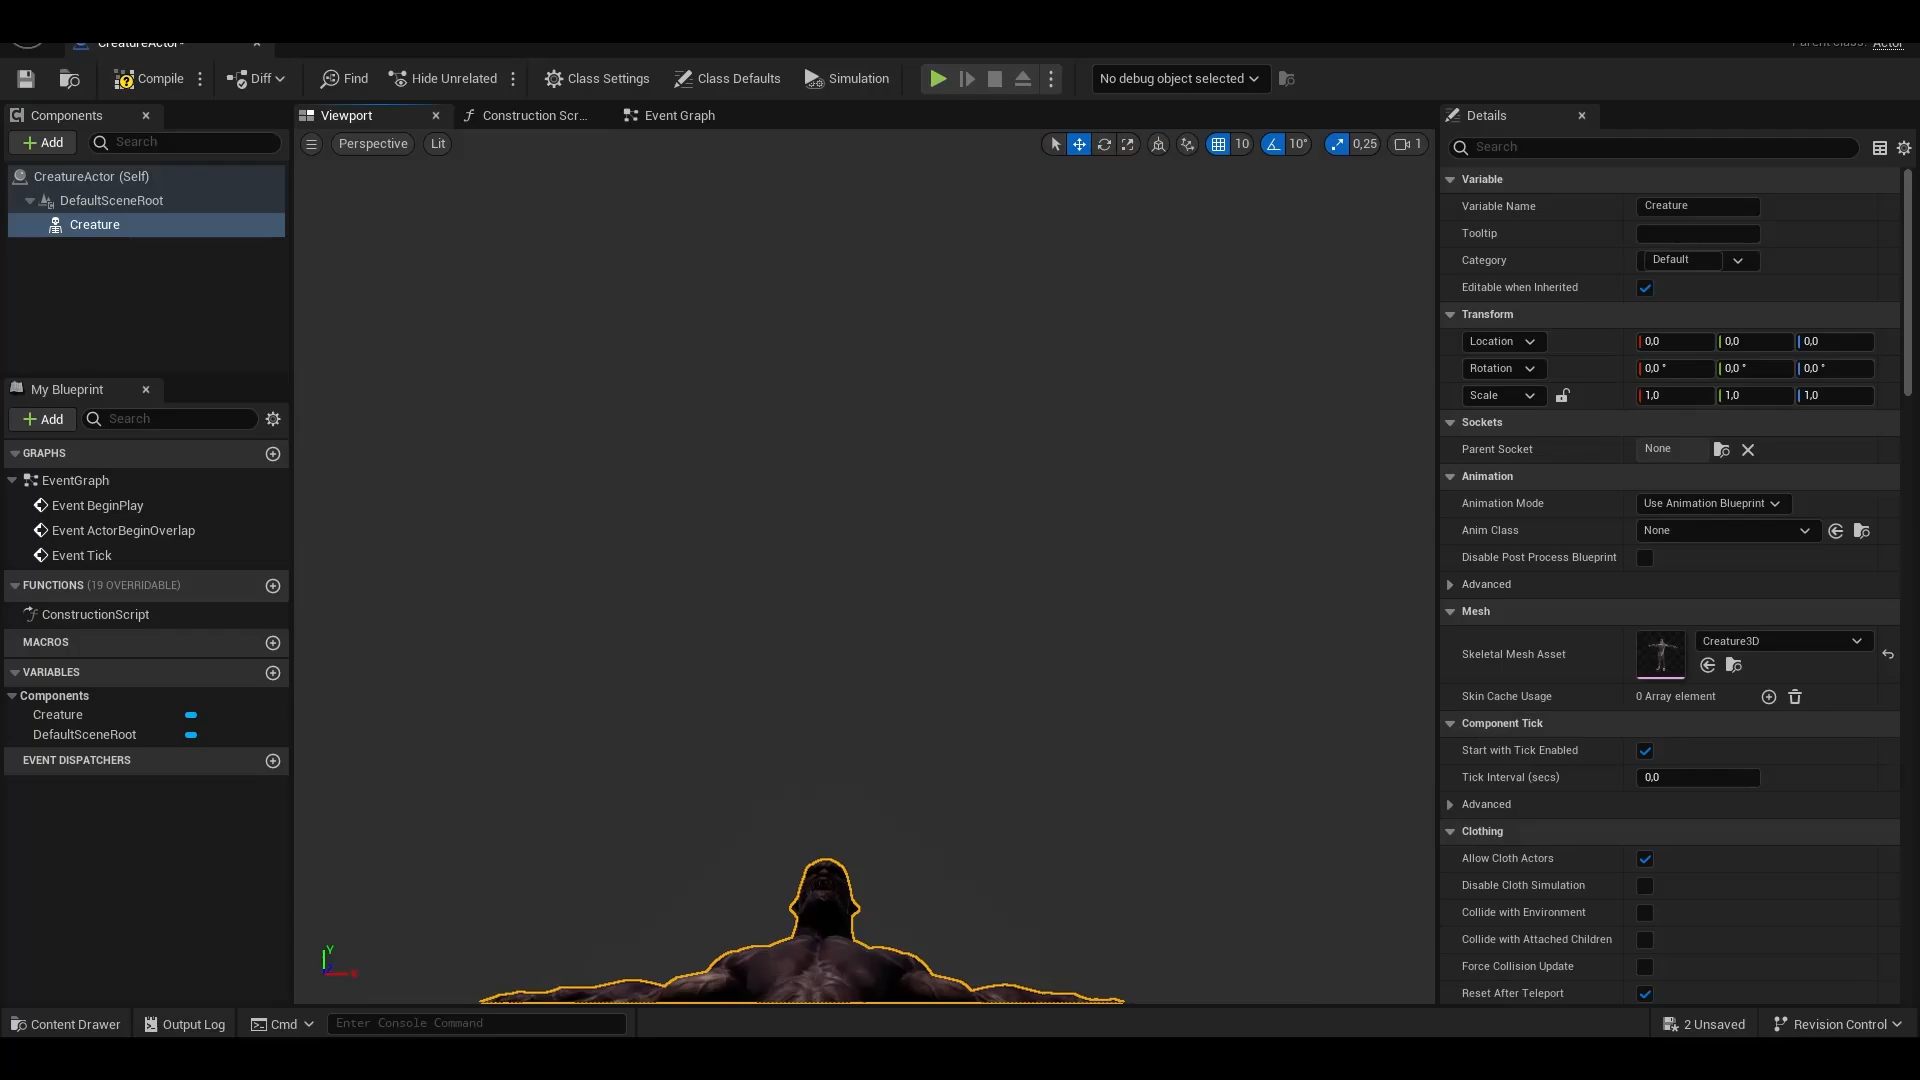 CreatureActor*
Parent class: Actor
Compile
Diff
Find
Hide Unrelated
Class Settings
Class Defaults
Simulation
No debug object selected
Components
Add
Search
CreatureActor (Self)
DefaultSceneRoot
Creature
My Blueprint
Add
Search
GRAPHS
EventGraph
Event BeginPlay
Event ActorBeginOverlap
Event Tick
FUNCTIONS (19 OVERRIDABLE)
ConstructionScript
MACROS
VARIABLES
Components
Creature
DefaultSceneRoot
EVENT DISPATCHERS
Viewport
Construction Scr...
Event Graph
Perspective
Lit
10
10°
0,25
1
Y
X
Details
Search
Variable
Variable Name Creature
Tooltip
Category Default
Editable when Inherited
Transform
Location 0,0 0,0 0,0
Rotation 0,0 ° 0,0 ° 0,0 °
Scale 1,0 1,0 1,0
Sockets
Parent Socket None
Animation
Animation Mode Use Animation Blueprint
Anim Class None
Disable Post Process Blueprint
Advanced
Mesh
Skeletal Mesh Asset Creature3D
Skin Cache Usage 0 Array element
Component Tick
Start with Tick Enabled
Tick Interval (secs) 0,0
Advanced
Clothing
Allow Cloth Actors
Disable Cloth Simulation
Collide with Environment
Collide with Attached Children
Force Collision Update
Reset After Teleport
Content Drawer
Output Log
Cmd
Enter Console Command
2 Unsaved
Revision Control